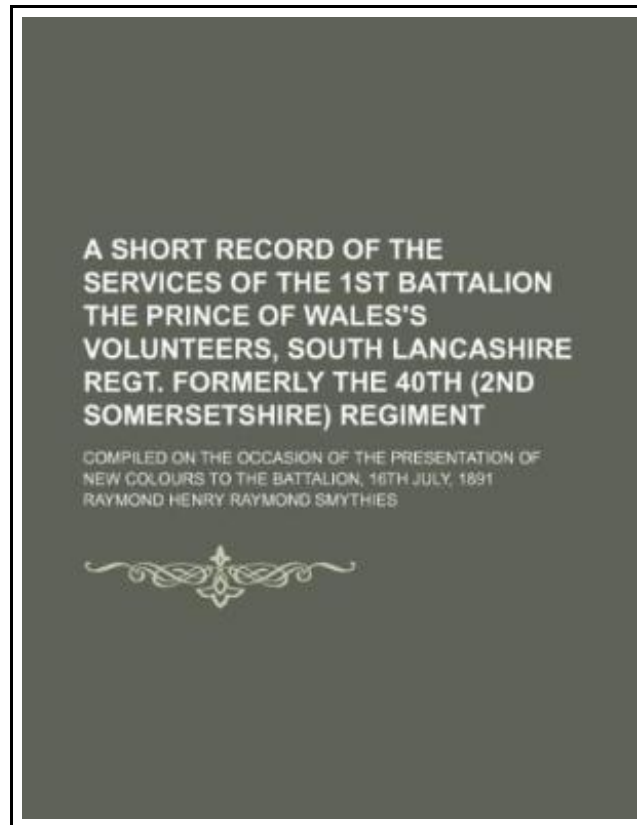 A SHORT RECORD OF THE
SERVICES OF THE 1ST BATTALION
THE PRINCE OF WALES'S
VOLUNTEERS, SOUTH LANCASHIRE
REGT. FORMERLY THE 40TH (2ND
SOMERSETSHIRE) REGIMENT
COMPILED ON THE OCCASION OF THE PRESENTATION OF
NEW COLOURS TO THE BATTALION, 16TH JULY, 1891
RAYMOND HENRY RAYMOND SMYTHIES